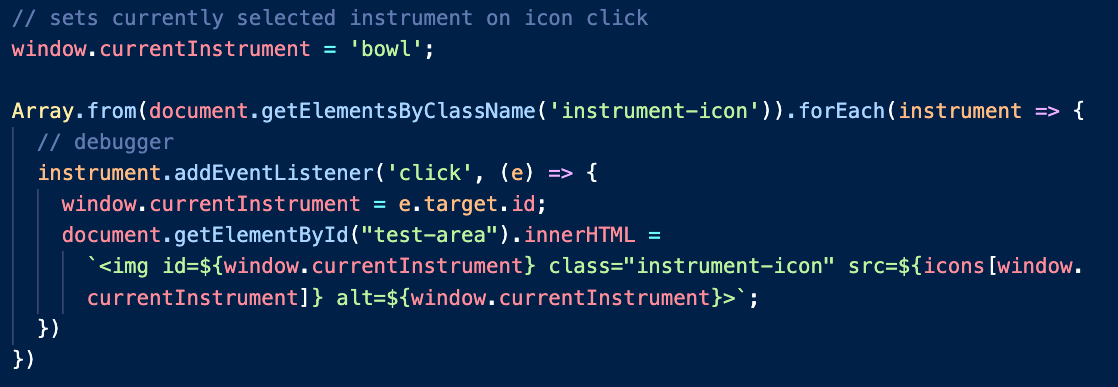 // sets currently selected instrument on icon click
window.currentInstrument = 'bowl';

Array.from(document.getElementsByClassName('instrument-icon')).forEach(instrument => {
  // debugger
  instrument.addEventListener('click', (e) => {
    window.currentInstrument = e.target.id;
    document.getElementById("test-area").innerHTML =
      `<img id=${window.currentInstrument} class="instrument-icon" src=${icons[window.
      currentInstrument]} alt=${window.currentInstrument}>`;
  })
})